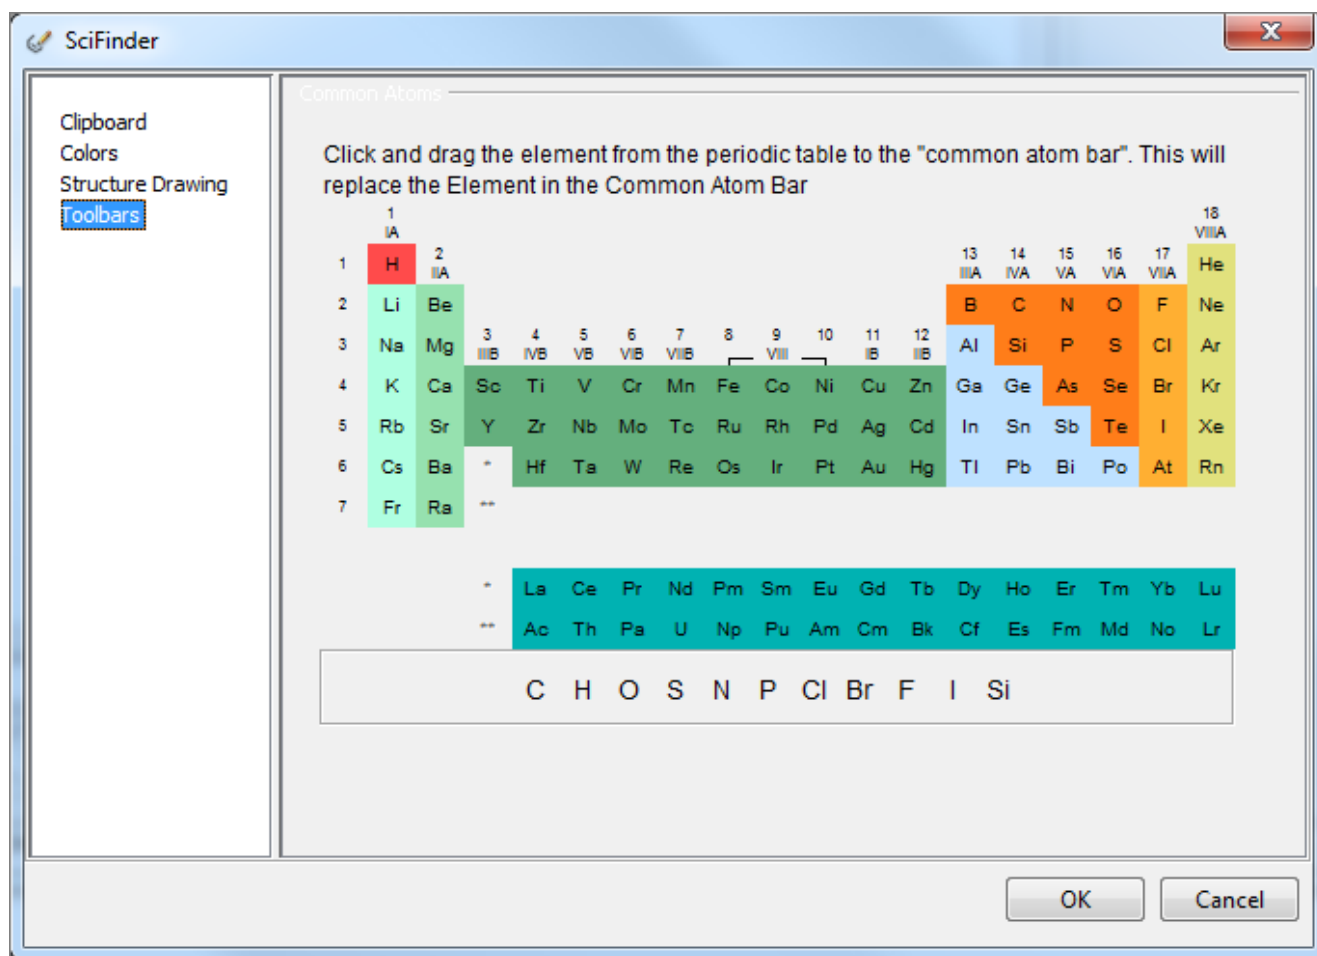 SciFinder
X
Clipboard
Colors
Structure Drawing
Toolbars
Common Atoms
Click and drag the element from the periodic table to the "common atom bar". This will
replace the Element in the Common Atom Bar
1 18
IA VIIIA
1 H 2 13 14 15 16 17 He
IIA IIIA IVA VA VIA VIIA
2 Li Be B C N O F Ne
3 Na Mg 3 4 5 6 7 8 9 10 11 12 Al Si P S Cl Ar
IIIB IVB VB VIB VIIB VIII IB IIB
4 K Ca Sc Ti V Cr Mn Fe Co Ni Cu Zn Ga Ge As Se Br Kr
5 Rb Sr Y Zr Nb Mo Tc Ru Rh Pd Ag Cd In Sn Sb Te I Xe
6 Cs Ba * Hf Ta W Re Os Ir Pt Au Hg Tl Pb Bi Po At Rn
7 Fr Ra **
* La Ce Pr Nd Pm Sm Eu Gd Tb Dy Ho Er Tm Yb Lu
** Ac Th Pa U Np Pu Am Cm Bk Cf Es Fm Md No Lr
C H O S N P Cl Br F I Si
OK Cancel